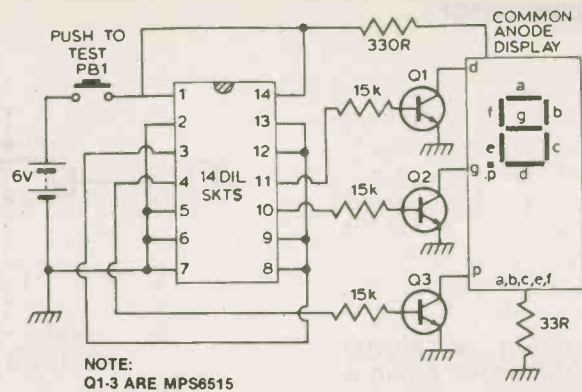 PUSH TO
TEST
PB1
330R
COMMON
ANODE
DISPLAY
6V
1
2
3
4
5
6
7
14 DIL
SKTS
14
13
12
11
10
9
8
15k
Q1
15k
Q2
15k
Q3
d
g
p
a
f
b
g
e
c
.p
d
a,b,c,e,f
33R
NOTE:
Q1-3 ARE MPS6515